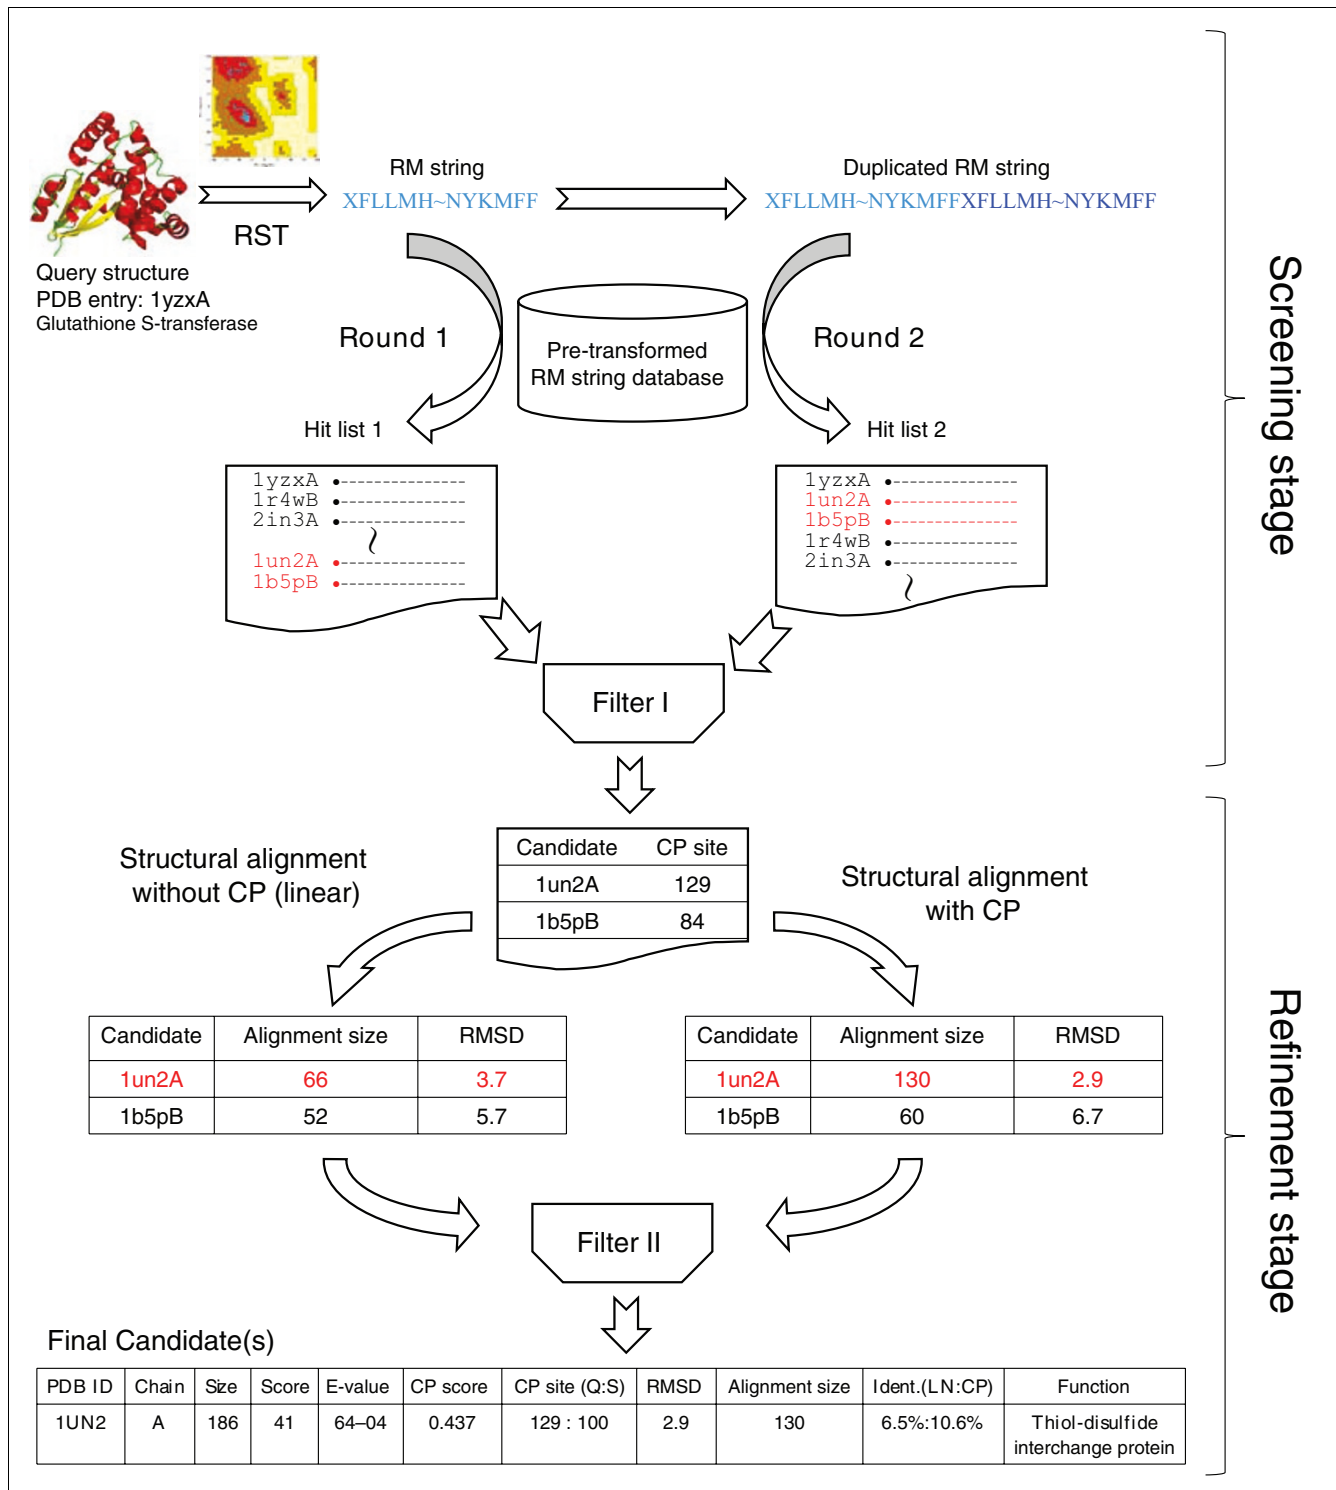 RM string
XFLLMH~NYKMFF
Duplicated RM string
XFLLMH~NYKMFFXFLLMH~NYKMFF
RST
Query structure
PDB entry: 1yzxA
Glutathione S-transferase
Round 1
Pre-transformed
RM string database
Round 2
Hit list 1
1yzxA
1r4wB
2in3A
1un2A
1b5pB
Hit list 2
1yzxA
1un2A
1b5pB
1r4wB
2in3A
Screening stage
Filter I
Candidate CP site
1un2A 129
1b5pB 84
Structural alignment
without CP (linear)
Structural alignment
with CP
Candidate Alignment size RMSD
1un2A 66 3.7
1b5pB 52 5.7
Candidate Alignment size RMSD
1un2A 130 2.9
1b5pB 60 6.7
Refinement stage
Filter II
Final Candidate(s)
PDB ID Chain Size Score E-value CP score CP site (Q:S) RMSD Alignment size Ident.(LN:CP) Function
1UN2 A 186 41 64–04 0.437 129 : 100 2.9 130 6.5%:10.6% Thiol-disulfide
interchange protein